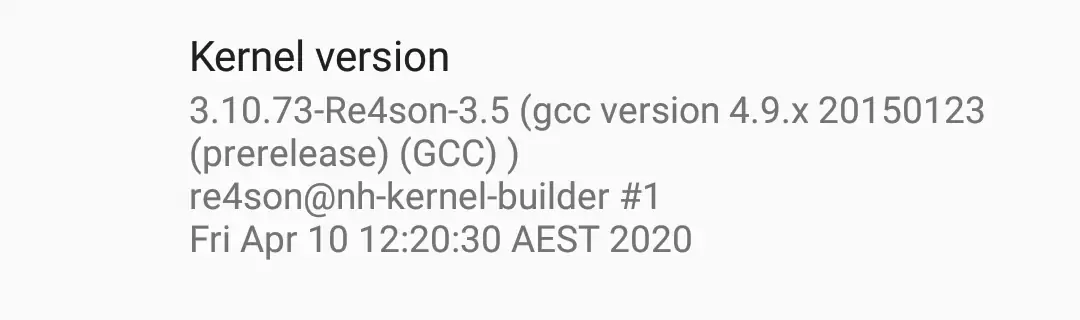 Kernel version
3.10.73-Re4son-3.5 (gcc version 4.9.x 20150123
(prerelease) (GCC) )
re4son@nh-kernel-builder #1
Fri Apr 10 12:20:30 AEST 2020